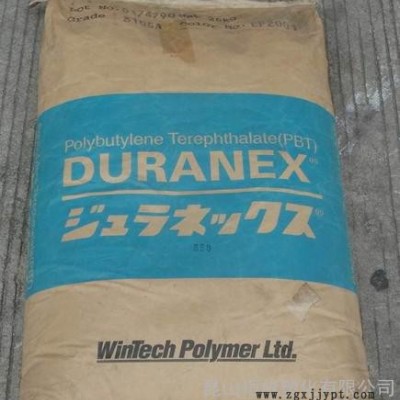 Polybutylene Terephthalate(PBT)
DURANEX®
ジュラネックス®
WinTech Polymer Ltd.
www.zgxjjypt.com